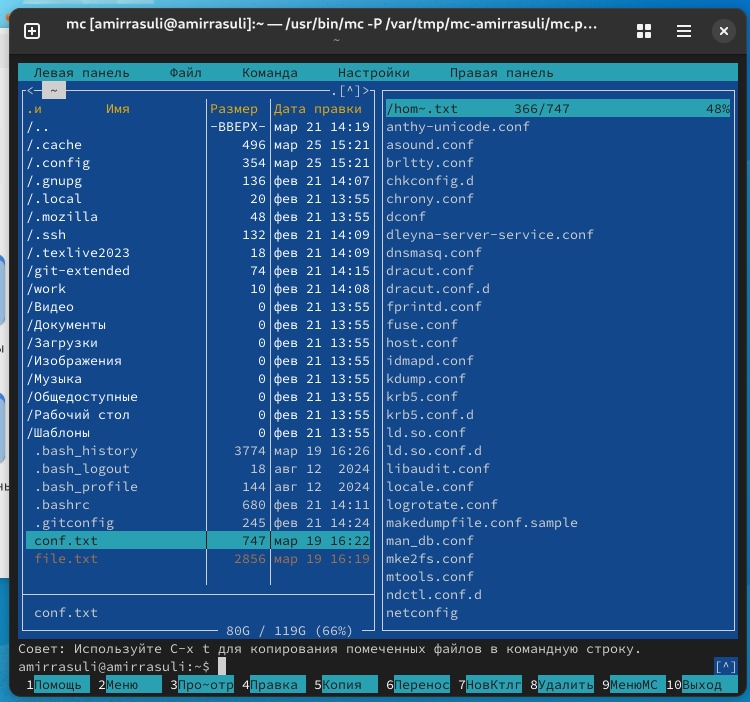 mc [amirrasuli@amirrasuli]:~ — /usr/bin/mc -P /var/tmp/mc-amirrasuli/mc.p…
~
Левая панель Файл Команда Настройки Правая панель
<─ ~ ─.[^]>
.и Имя Размер Дата правки
/.. -ВВЕРХ- мар 21 14:19
/.cache 496 мар 25 15:21
/.config 354 мар 25 15:21
/.gnupg 136 фев 21 14:07
/.local 20 фев 21 13:55
/.mozilla 48 фев 21 13:55
/.ssh 132 фев 21 14:09
/.texlive2023 18 фев 21 14:09
/git-extended 74 фев 21 14:15
/work 10 фев 21 14:08
/Видео 0 фев 21 13:55
/Документы 0 фев 21 13:55
/Загрузки 0 фев 21 13:55
/Изображения 0 фев 21 13:55
/Музыка 0 фев 21 13:55
/Общедоступные 0 фев 21 13:55
/Рабочий стол 0 фев 21 13:55
/Шаблоны 0 фев 21 13:55
.bash_history 3774 мар 19 16:26
.bash_logout 18 авг 12 2024
.bash_profile 144 авг 12 2024
.bashrc 680 фев 21 14:11
.gitconfig 245 фев 21 14:24
conf.txt 747 мар 19 16:22
file.txt 2856 мар 19 16:19
conf.txt
80G / 119G (66%)
/hom~.txt 366/747 48%
anthy-unicode.conf
asound.conf
brltty.conf
chkconfig.d
chrony.conf
dconf
dleyna-server-service.conf
dnsmasq.conf
dracut.conf
dracut.conf.d
fprintd.conf
fuse.conf
host.conf
idmapd.conf
kdump.conf
krb5.conf
krb5.conf.d
ld.so.conf
ld.so.conf.d
libaudit.conf
locale.conf
logrotate.conf
makedumpfile.conf.sample
man_db.conf
mke2fs.conf
mtools.conf
ndctl.conf.d
netconfig
Совет: Используйте C-x t для копирования помеченных файлов в командную строку.
amirrasuli@amirrasuli:~$ [^]
1Помощь 2Меню 3Про~отр 4Правка 5Копия 6Перенос 7НовКтлг 8Удалить 9МенюMC 10Выход